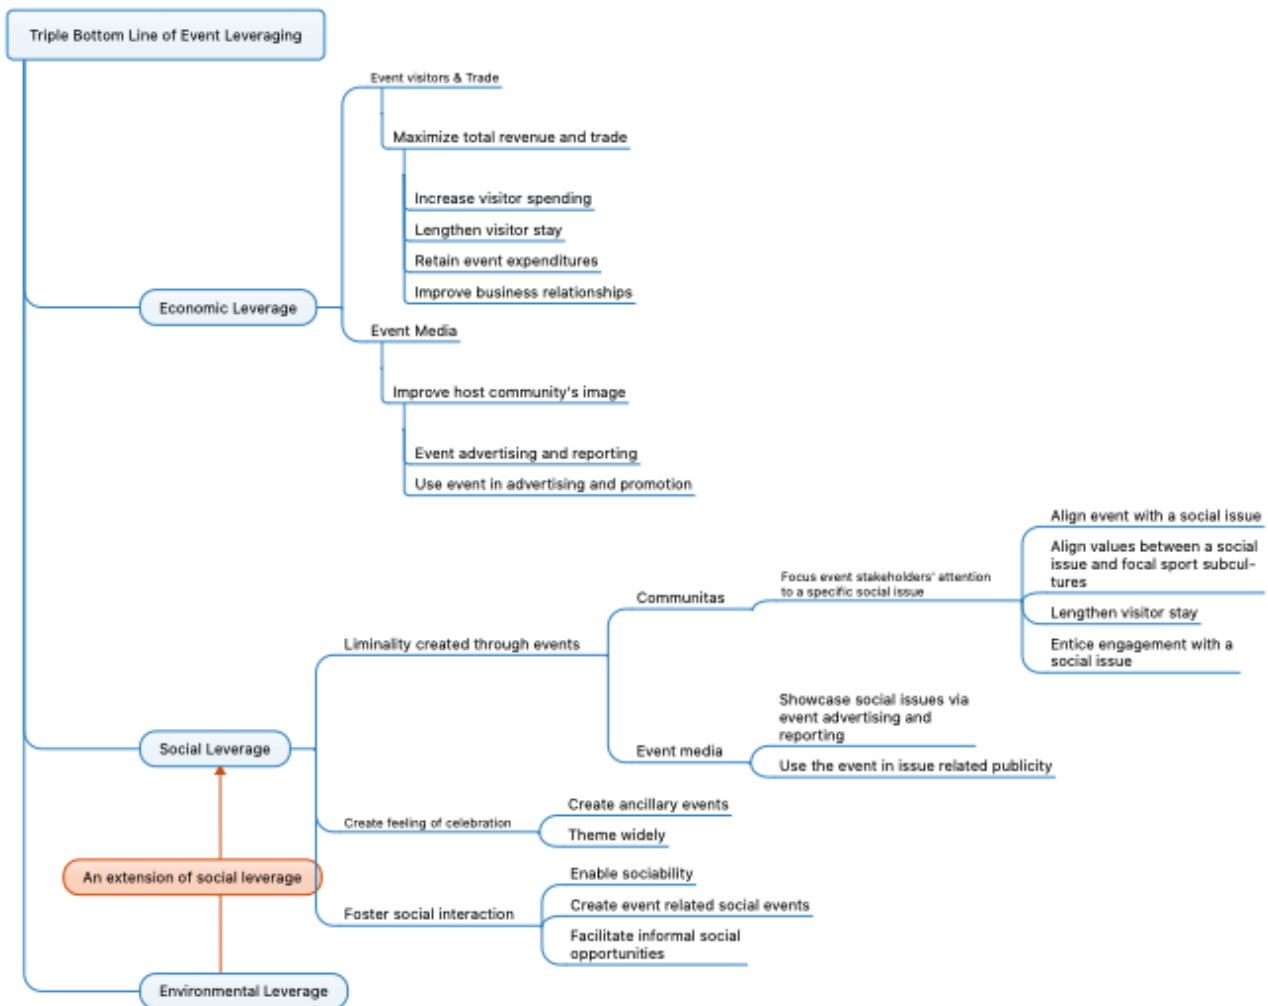 Triple Bottom Line of Event Leveraging
Event visitors & Trade
Maximize total revenue and trade
Increase visitor spending
Lengthen visitor stay
Retain event expenditures
Improve business relationships
Economic Leverage
Event Media
Improve host community's image
Event advertising and reporting
Use event in advertising and promotion
Align event with a social issue
Align values between a social
issue and focal sport subcul-
tures
Focus event stakeholders' attention
to a specific social issue
Communitas
Lengthen visitor stay
Entice engagement with a
social issue
Liminality created through events
Showcase social issues via
event advertising and
reporting
Event media
Use the event in issue related publicity
Social Leverage
Create ancillary events
Create feeling of celebration
Theme widely
An extension of social leverage
Enable sociability
Create event related social events
Foster social interaction
Facilitate informal social
opportunities
Environmental Leverage